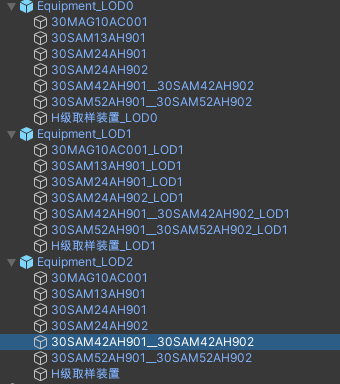 Equipment_LOD0
30MAG10AC001
30SAM13AH901
30SAM24AH901
30SAM24AH902
30SAM42AH901__30SAM42AH902
30SAM52AH901__30SAM52AH902
H级取样装置_LOD0
Equipment_LOD1
30MAG10AC001_LOD1
30SAM13AH901_LOD1
30SAM24AH901_LOD1
30SAM24AH902_LOD1
30SAM42AH901__30SAM42AH902_LOD1
30SAM52AH901__30SAM52AH902_LOD1
H级取样装置_LOD1
Equipment_LOD2
30MAG10AC001
30SAM13AH901
30SAM24AH901
30SAM24AH902
30SAM42AH901__30SAM42AH902
30SAM52AH901__30SAM52AH902
H级取样装置